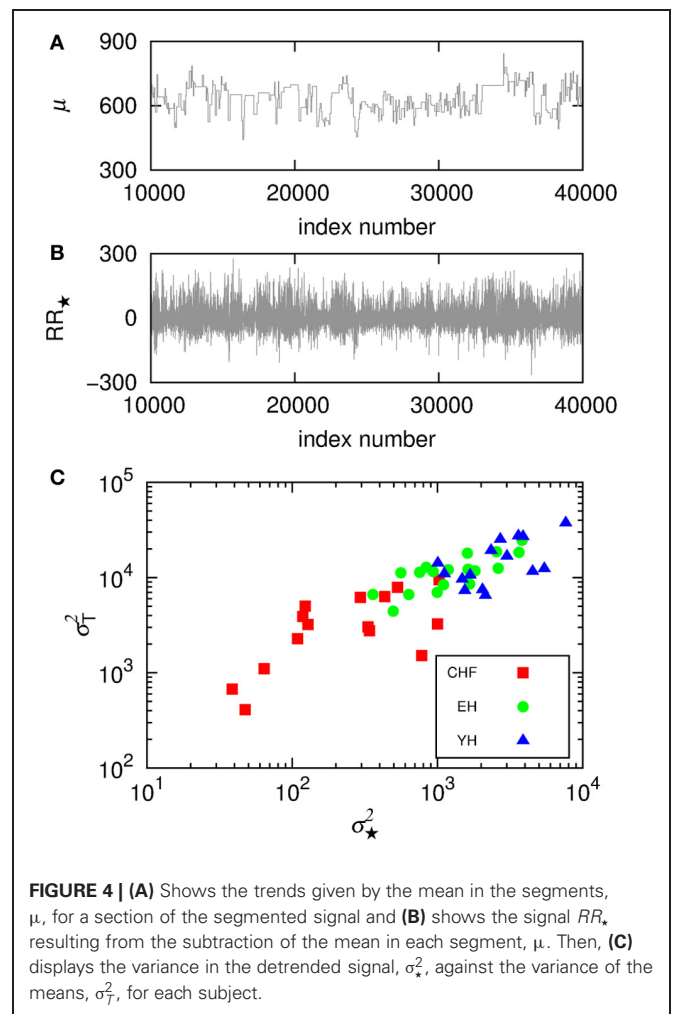 A
900
600
300
μ
10000 20000 30000 40000
index number
B
300
0
−300
RR★
10000 20000 30000 40000
index number
C
10⁵
10⁴
10³
10²
σ²_T
CHF
EH
YH
10¹ 10² 10³ 10⁴
σ²_★
FIGURE 4 | (A) Shows the trends given by the mean in the segments,
μ, for a section of the segmented signal and (B) shows the signal RR★
resulting from the subtraction of the mean in each segment, μ. Then, (C)
displays the variance in the detrended signal, σ²_★, against the variance of the
means, σ²_T, for each subject.